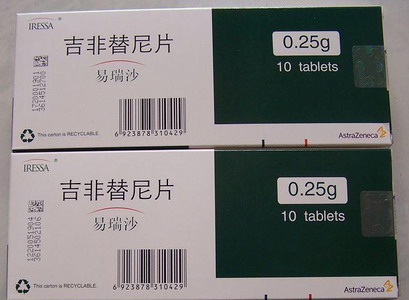 IRESSA ®
吉非替尼片
易瑞沙
0.25g
10 tablets
6 923878 310429
This carton is RECYCLABLE.
AstraZeneca
IRESSA ®
吉非替尼片
易瑞沙
0.25g
10 tablets
6 923878 310429
This carton is RECYCLABLE.
AstraZeneca